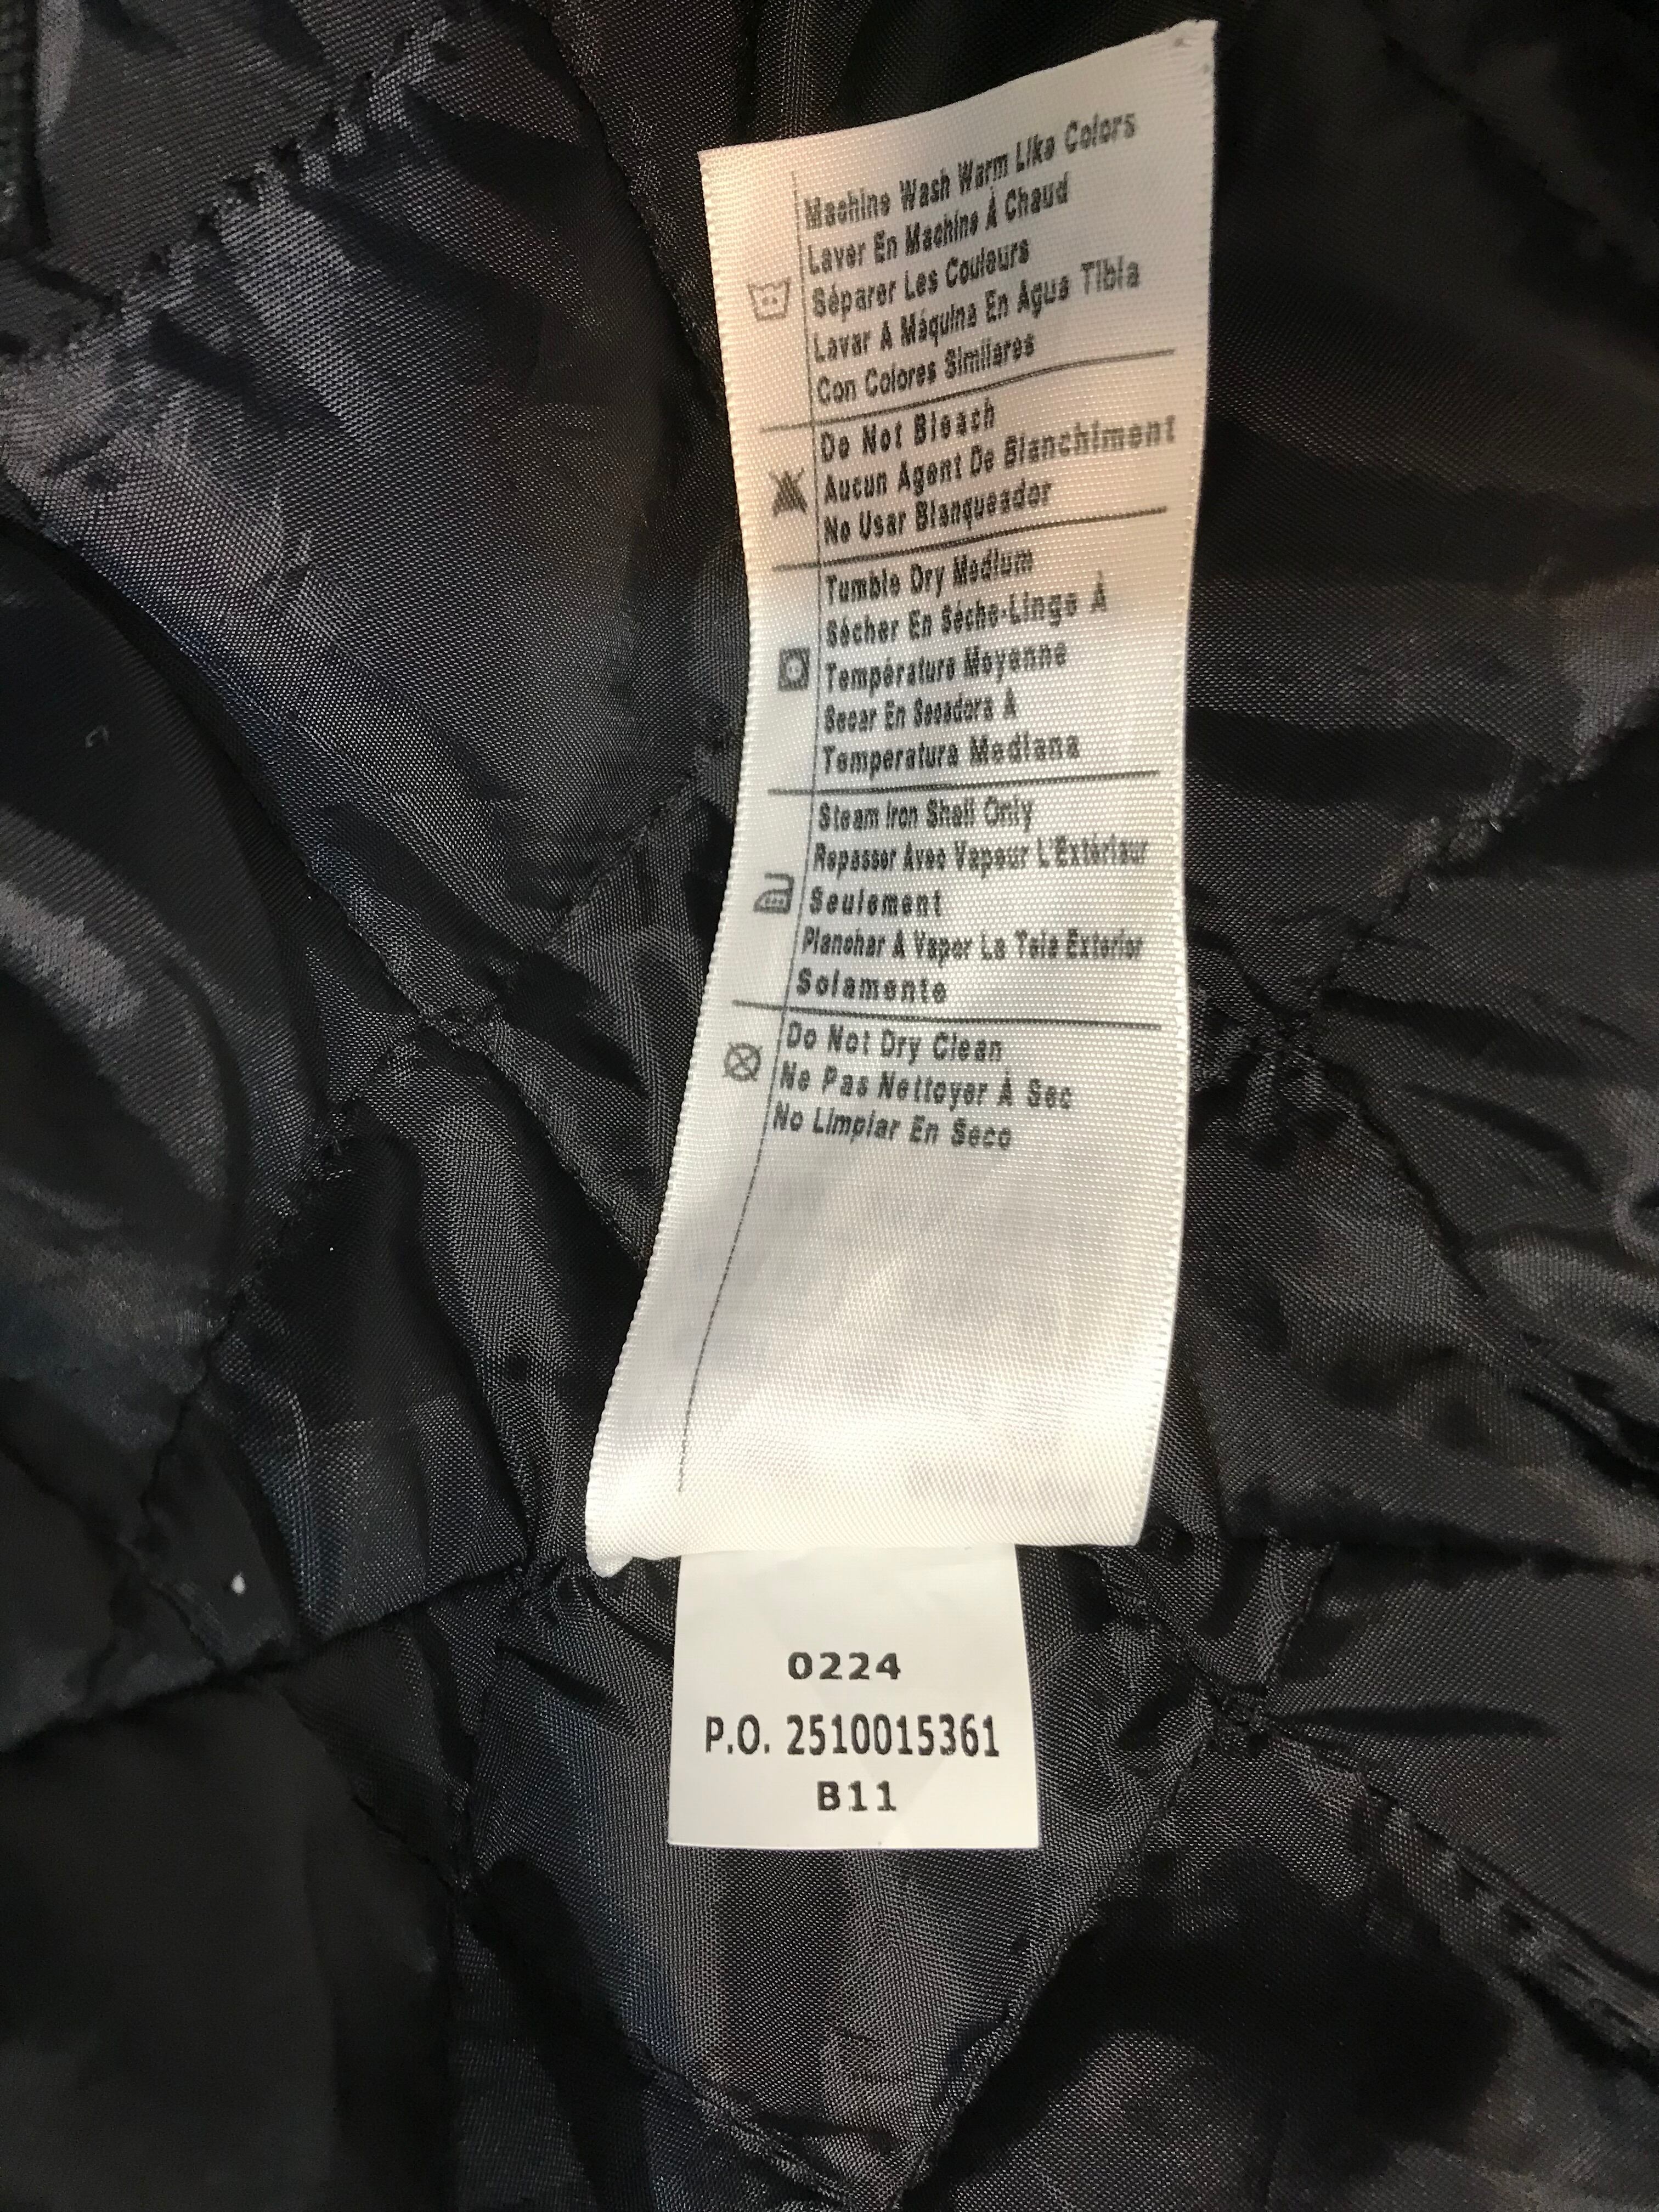 Machine Wash Warm Like Colors
Laver En Machine À Chaud
Séparer Les Couleurs
Lavar A Máquina En Agua Tibia
Con Colores Similares
Do Not Bleach
Aucun Agent De Blanchiment
No Usar Blanqueador
Tumble Dry Medium
Sécher En Séche-Linge À
Température Moyenne
Secar En Secadora A
Temperatura Mediana
Steam Iron Shell Only
Repasser Avec Vapeur L'Extérieur
Seulement
Planchar A Vapor La Tela Exterior
Solamente
Do Not Dry Clean
Ne Pas Nettoyer À Sec
No Limpiar En Seco
0224
P.O. 2510015361
B11